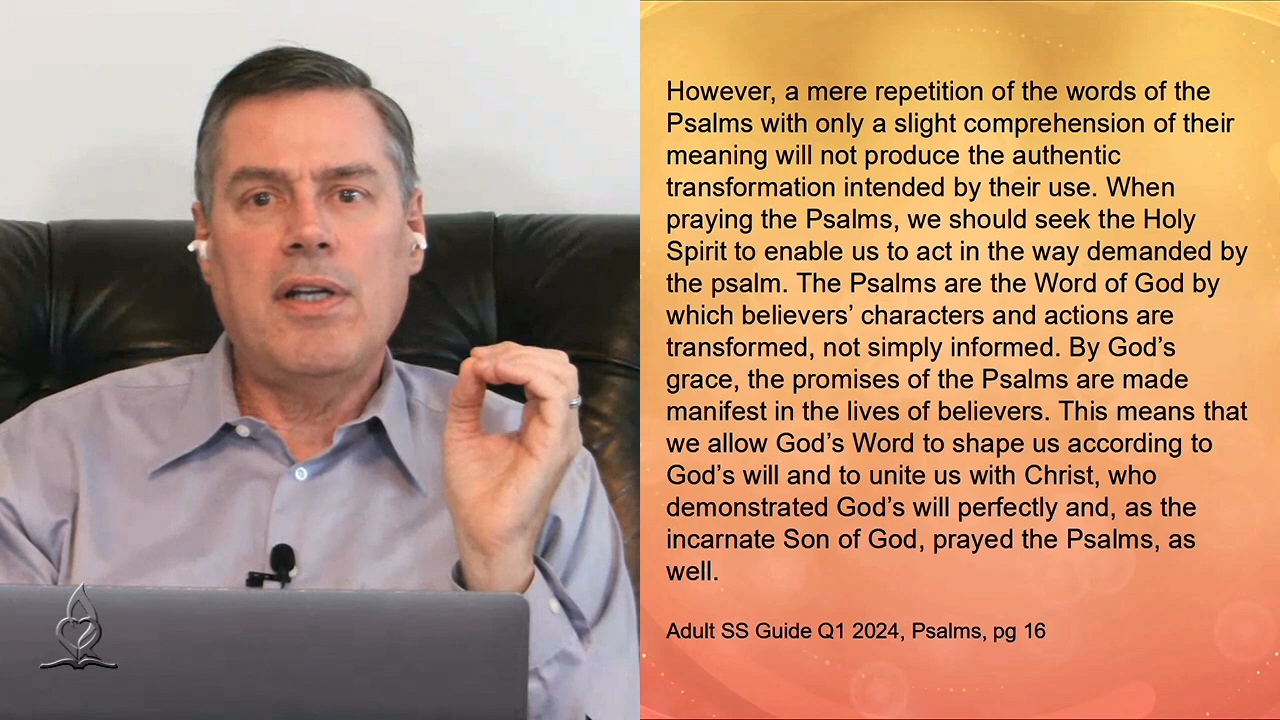 However, a mere repetition of the words of the
Psalms with only a slight comprehension of their
meaning will not produce the authentic
transformation intended by their use. When
praying the Psalms, we should seek the Holy
Spirit to enable us to act in the way demanded by
the psalm. The Psalms are the Word of God by
which believers’ characters and actions are
transformed, not simply informed. By God’s
grace, the promises of the Psalms are made
manifest in the lives of believers. This means that
we allow God’s Word to shape us according to
God’s will and to unite us with Christ, who
demonstrated God’s will perfectly and, as the
incarnate Son of God, prayed the Psalms, as
well.
Adult SS Guide Q1 2024, Psalms, pg 16